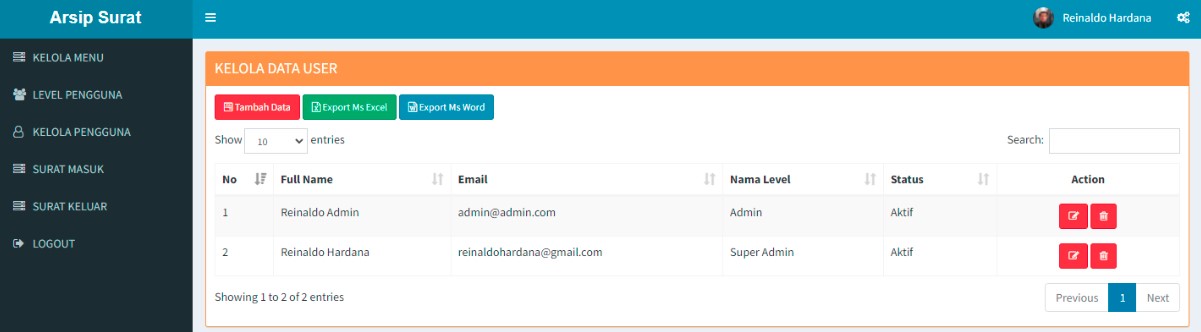 Arsip Surat
Reinaldo Hardana
KELOLA MENU
LEVEL PENGGUNA
KELOLA PENGGUNA
SURAT MASUK
SURAT KELUAR
LOGOUT
KELOLA DATA USER
Tambah Data Export Ms Excel Export Ms Word
Show 10 entries Search:
No Full Name Email Nama Level Status Action
1 Reinaldo Admin admin@admin.com Admin Aktif
2 Reinaldo Hardana reinaldohardana@gmail.com Super Admin Aktif
Showing 1 to 2 of 2 entries Previous 1 Next